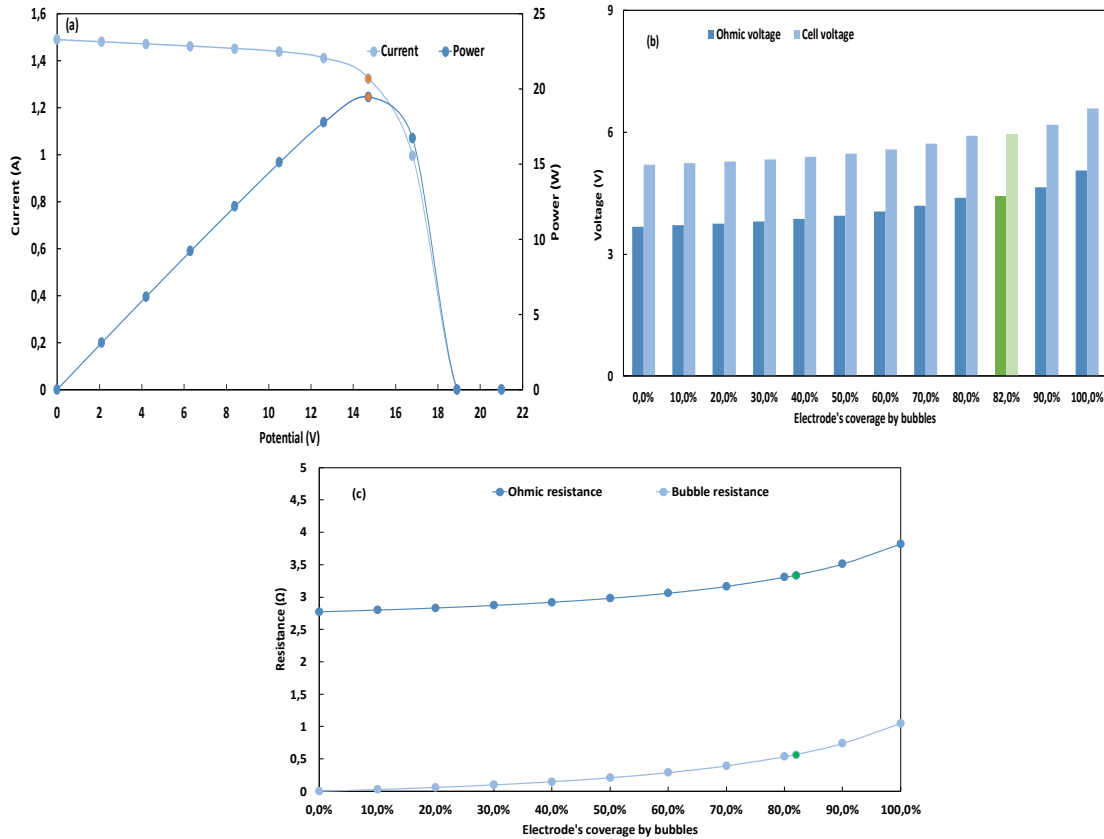 (a)
Current
Power
1,6
1,4
1,2
1
0,8
0,6
0,4
0,2
0
Current (A)
25
20
15
10
5
0
Power (W)
0 2 4 6 8 10 12 14 16 18 20 22
Potential (V)
(b)
Ohmic voltage
Cell voltage
9
6
3
0
Voltage (V)
0,0% 10,0% 20,0% 30,0% 40,0% 50,0% 60,0% 70,0% 80,0% 82,0% 90,0% 100,0%
Electrode's coverage by bubbles
(c)
Ohmic resistance
Bubble resistance
5
4,5
4
3,5
3
2,5
2
1,5
1
0,5
0
Resistance (Ω)
0,0% 10,0% 20,0% 30,0% 40,0% 50,0% 60,0% 70,0% 80,0% 90,0% 100,0%
Electrode's coverage by bubbles